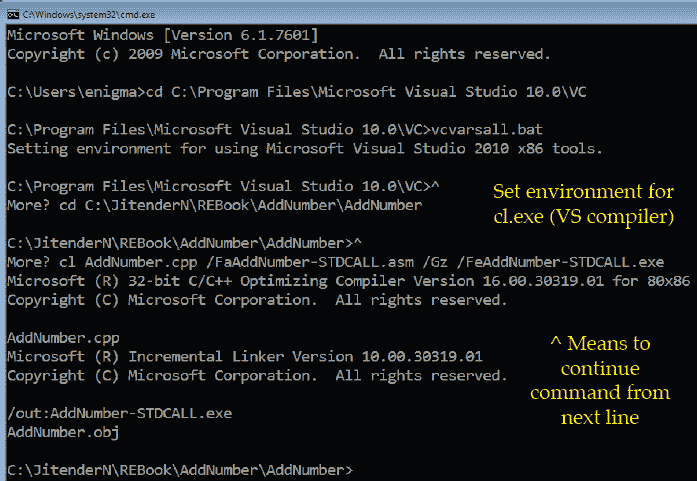 C:\Windows\system32\cmd.exe
Microsoft Windows [Version 6.1.7601]
Copyright (c) 2009 Microsoft Corporation.  All rights reserved.
C:\Users\enigma>cd C:\Program Files\Microsoft Visual Studio 10.0\VC
C:\Program Files\Microsoft Visual Studio 10.0\VC>vcvarsall.bat
Setting environment for using Microsoft Visual Studio 2010 x86 tools.
C:\Program Files\Microsoft Visual Studio 10.0\VC>^
More? cd C:\JitenderN\REBook\AddNumber\AddNumber
Set environment for
cl.exe (VS compiler)
C:\JitenderN\REBook\AddNumber\AddNumber>^
More? cl AddNumber.cpp /FaAddNumber-STDCALL.asm /Gz /FeAddNumber-STDCALL.exe
Microsoft (R) 32-bit C/C++ Optimizing Compiler Version 16.00.30319.01 for 80x86
Copyright (C) Microsoft Corporation.  All rights reserved.
AddNumber.cpp
Microsoft (R) Incremental Linker Version 10.00.30319.01
Copyright (C) Microsoft Corporation.  All rights reserved.
^ Means to
continue
command from
next line
/out:AddNumber-STDCALL.exe
AddNumber.obj
C:\JitenderN\REBook\AddNumber\AddNumber>